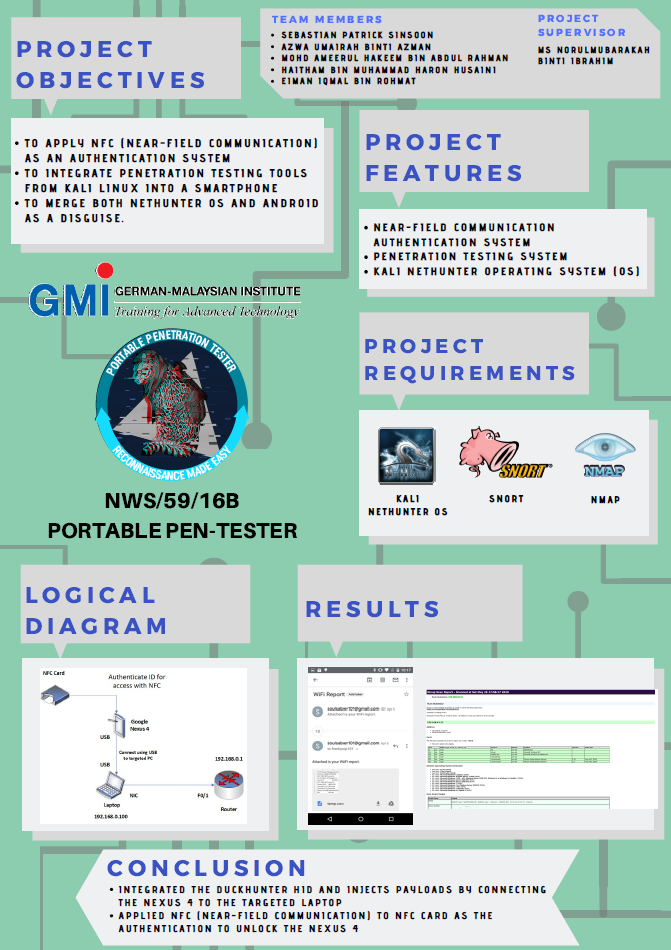 PROJECT
OBJECTIVES
TEAM MEMBERS
• SEBASTIAN PATRICK SINSOON
• AZWA UMAIRAH BINTI AZMAN
• MOHD AMEERUL HAKEEM BIN ABDUL RAHMAN
• HAITHAM BIN MUHAMMAD HARON HUSAINI
• EIMAN IQMAL BIN ROHMAT
PROJECT
SUPERVISOR
MS NORULMUBARAKAH
BINTI IBRAHIM
• TO APPLY NFC (NEAR-FIELD COMMUNICATION)
AS AN AUTHENTICATION SYSTEM
• TO INTEGRATE PENETRATION TESTING TOOLS
FROM KALI LINUX INTO A SMARTPHONE
• TO MERGE BOTH NETHUNTER OS AND ANDROID
AS A DISGUISE.
PROJECT
FEATURES
• NEAR-FIELD COMMUNICATION
AUTHENTICATION SYSTEM
• PENETRATION TESTING SYSTEM
• KALI NETHUNTER OPERATING SYSTEM (OS)
GMI
GERMAN-MALAYSIAN INSTITUTE
Training for Advanced Technology
PORTABLE PENETRATION TESTER
RECONNAISSANCE MADE EASY
NWS/59/16B
PORTABLE PEN-TESTER
PROJECT
REQUIREMENTS
SNORT
NMAP
KALI
NETHUNTER OS
SNORT
NMAP
LOGICAL
DIAGRAM
NFC Card
Authenticate ID for
access with NFC
Google
Nexus 4
USB
Connect using USB
to targeted PC
USB
192.168.0.1
NIC
F0/1
Laptop
Router
192.168.0.100
RESULTS
WiFi Report
Attached is your WiFi report.
Attached is your WiFi report.
CONCLUSION
• INTEGRATED THE DUCKHUNTER HID AND INJECTS PAYLOADS BY CONNECTING
THE NEXUS 4 TO THE TARGETED LAPTOP
• APPLIED NFC (NEAR-FIELD COMMUNICATION) TO NFC CARD AS THE
AUTHENTICATION TO UNLOCK THE NEXUS 4